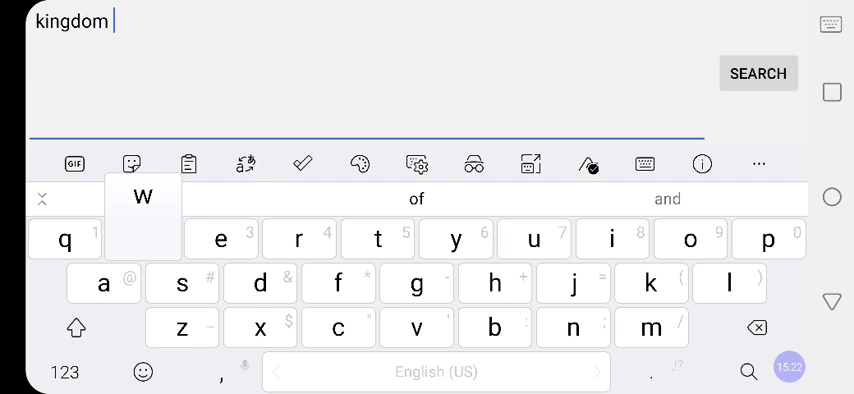 kingdom
SEARCH
GIF
W
of and
q 1 e 3 r 4 t 5 y 6 u 7 i 8 o 9 p 0
a @ s # d & f * g - h + j = k ( l )
z _ x $ c " v ' b : n ; m /
123 , English (US) . ,!? 15:22